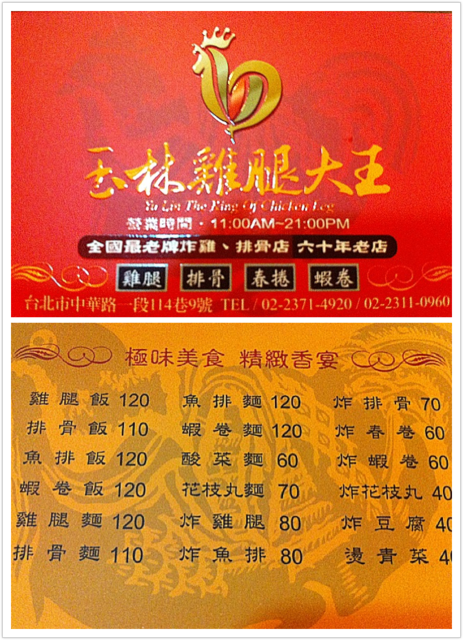 玉林雞腿大王
Yu Lin The King Of Chicken Leg
營業時間·11:00AM~21:00PM
全國最老牌炸雞、排骨店 六十年老店
雞腿 排骨 春捲 蝦卷
台北市中華路一段114巷9號 TEL / 02-2371-4920 / 02-2311-0960
極味美食 精緻香宴
雞腿飯 120 魚排麵 120 炸排骨 70
排骨飯 110 蝦卷麵 120 炸春卷 60
魚排飯 120 酸菜麵 60 炸蝦卷 60
蝦卷飯 120 花枝丸麵 70 炸花枝丸 40
雞腿麵 120 炸雞腿 80 炸豆腐 40
排骨麵 110 炸魚排 80 燙青菜 40